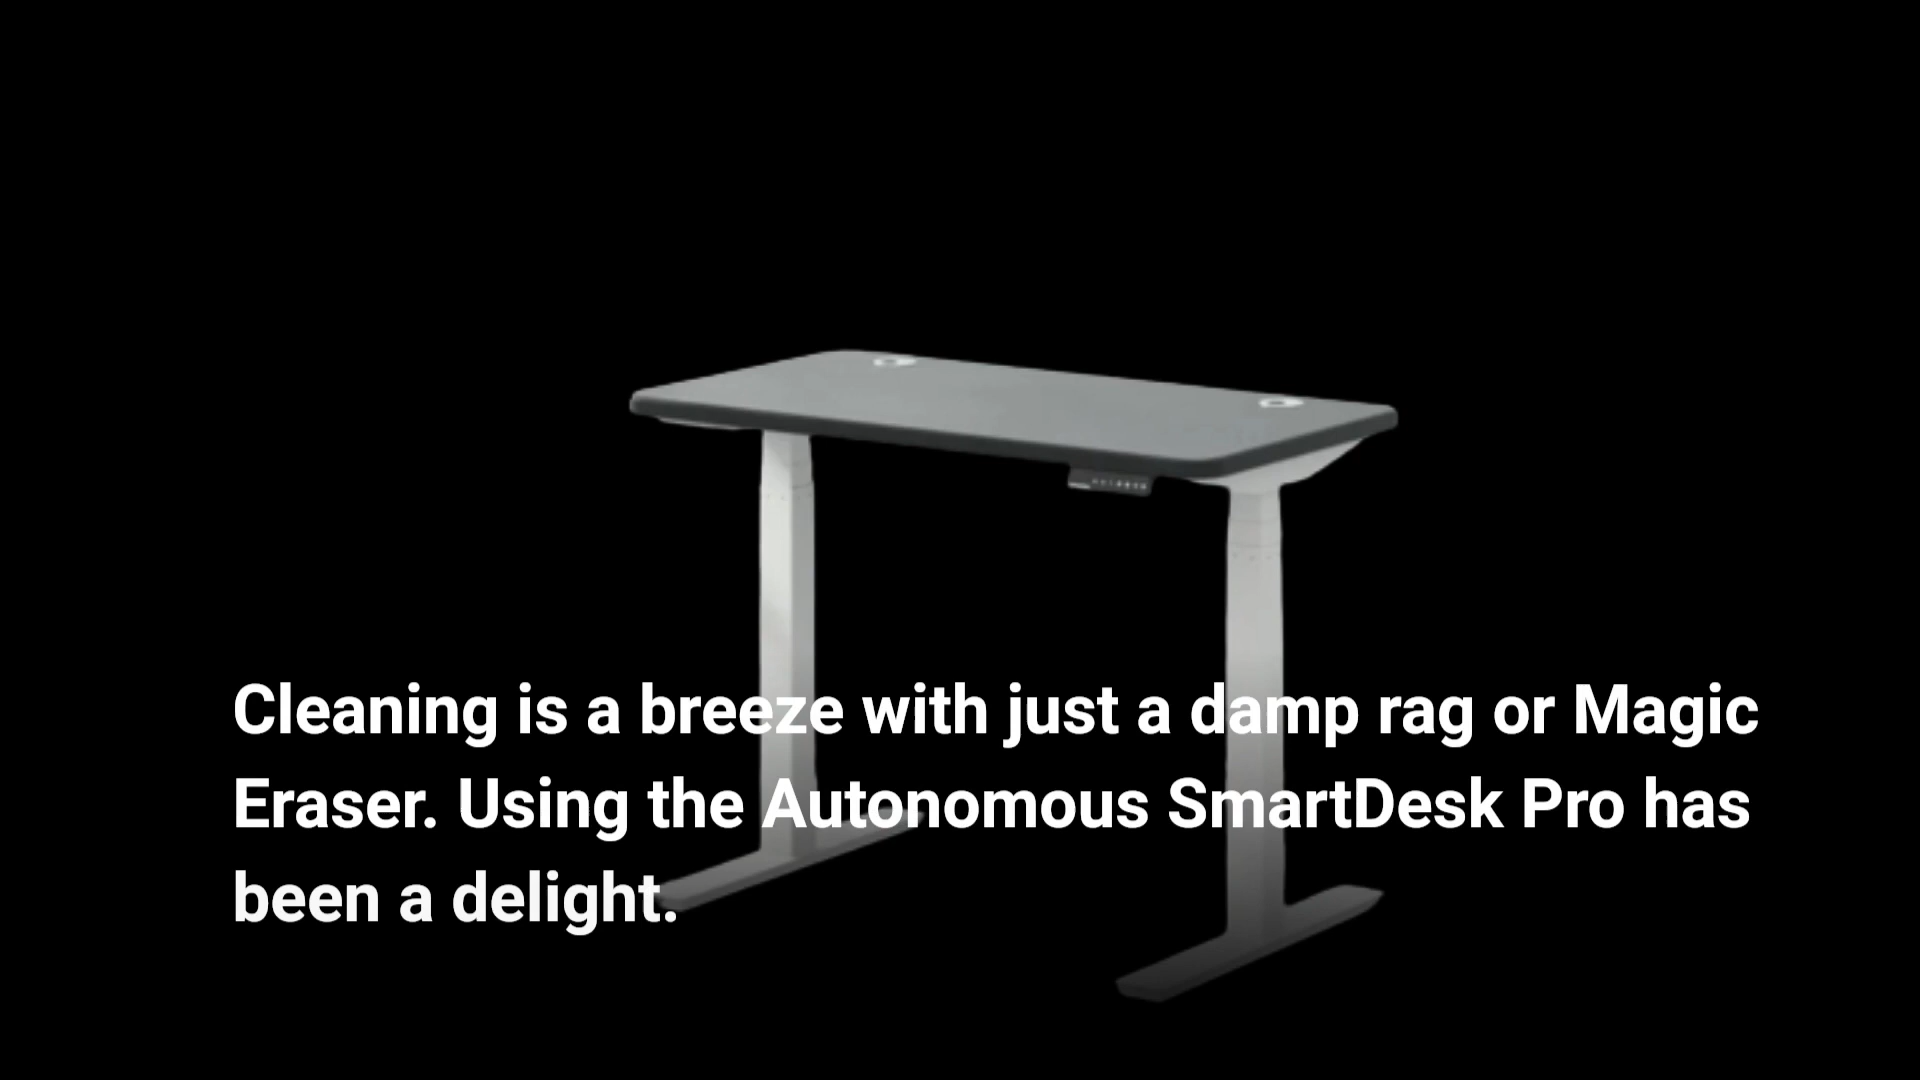 Cleaning is a breeze with just a damp rag or Magic
Eraser. Using the Autonomous SmartDesk Pro has
been a delight.